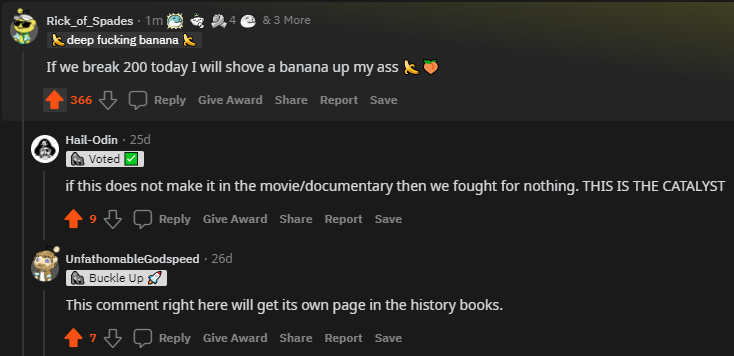 Rick_of_Spades · 1m 4 & 3 More
🍌 deep fucking banana 🍌
If we break 200 today I will shove a banana up my ass 🍌 🍑
366 Reply Give Award Share Report Save
Hail-Odin · 25d
🦍 Voted ✅
if this does not make it in the movie/documentary then we fought for nothing. THIS IS THE CATALYST
9 Reply Give Award Share Report Save
UnfathomableGodspeed · 26d
🦍 Buckle Up 🚀
This comment right here will get its own page in the history books.
7 Reply Give Award Share Report Save